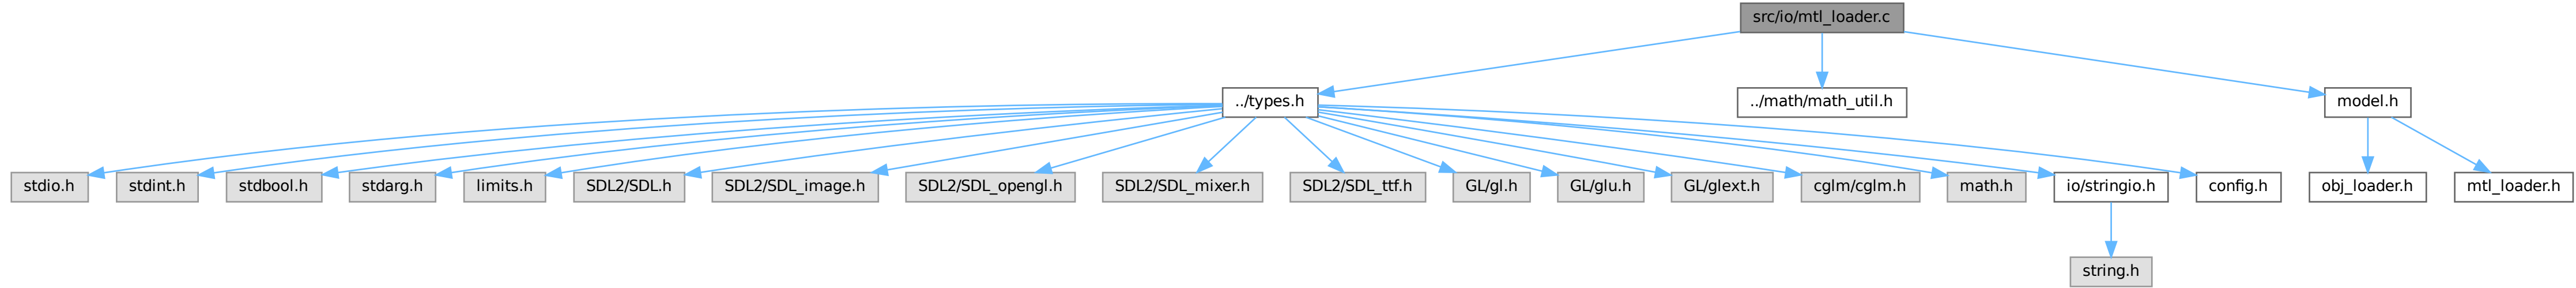 src/io/mtl_loader.c
../types.h
../math/math_util.h
model.h
stdio.h
stdint.h
stdbool.h
stdarg.h
limits.h
SDL2/SDL.h
SDL2/SDL_image.h
SDL2/SDL_opengl.h
SDL2/SDL_mixer.h
SDL2/SDL_ttf.h
GL/gl.h
GL/glu.h
GL/glext.h
cglm/cglm.h
math.h
io/stringio.h
config.h
obj_loader.h
mtl_loader.h
string.h